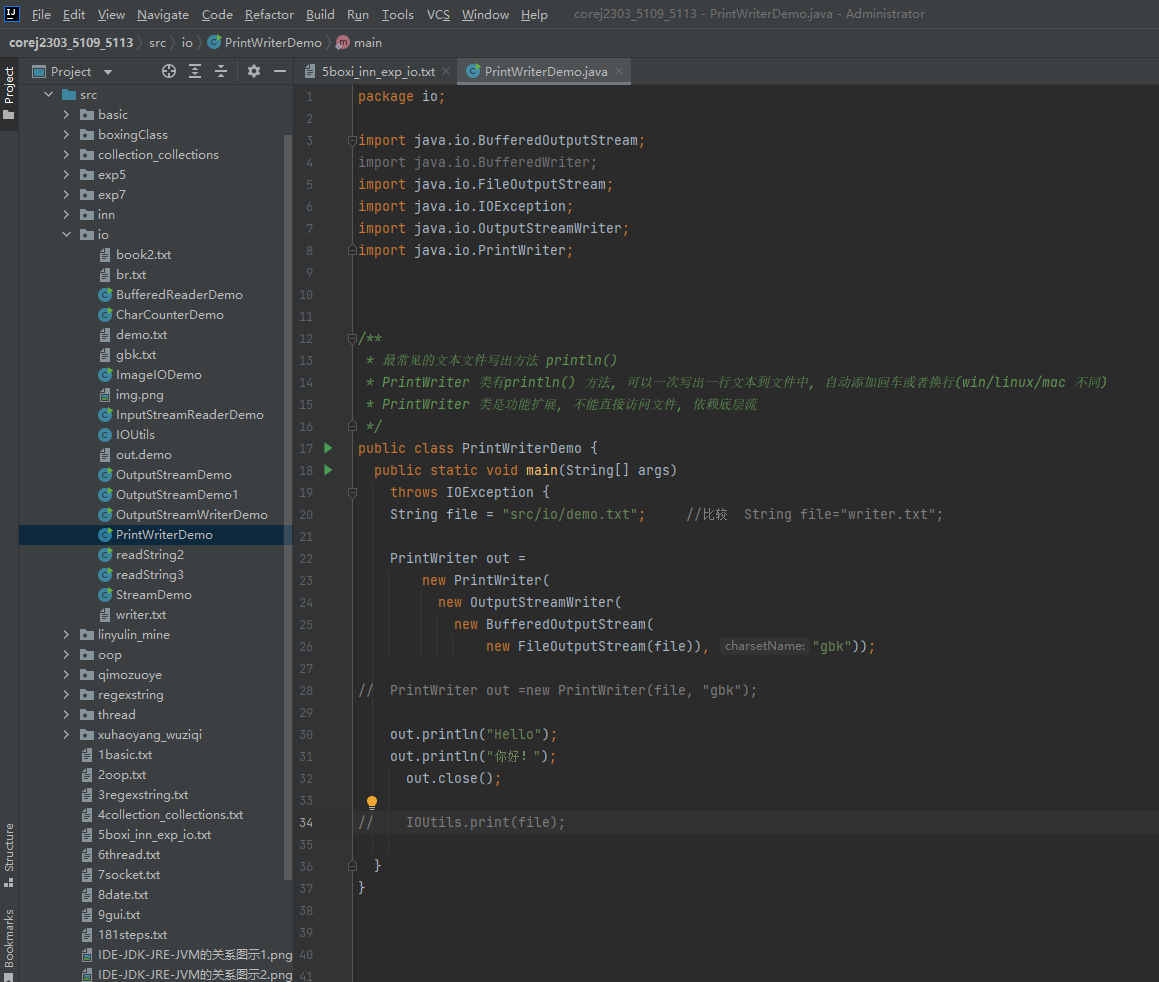 File Edit View Navigate Code Refactor Build Run Tools VCS Window Help corej2303_5109_5113 - PrintWriterDemo.java - Administrator
corej2303_5109_5113 src io PrintWriterDemo main
Project
5boxi_inn_exp_io.txt PrintWriterDemo.java
Project
Structure
Bookmarks
src
basic
boxingClass
collection_collections
exp5
exp7
inn
io
book2.txt
br.txt
BufferedReaderDemo
CharCounterDemo
demo.txt
gbk.txt
ImageIODemo
img.png
InputStreamReaderDemo
IOUtils
out.demo
OutputStreamDemo
OutputStreamDemo1
OutputStreamWriterDemo
PrintWriterDemo
readString2
readString3
StreamDemo
writer.txt
linyulin_mine
oop
qimozuoye
regexstring
thread
xuhaoyang_wuziqi
1basic.txt
2oop.txt
3regexstring.txt
4collection_collections.txt
5boxi_inn_exp_io.txt
6thread.txt
7socket.txt
8date.txt
9gui.txt
181steps.txt
IDE-JDK-JRE-JVM的关系图示1.png
IDE-JDK-JRE-JVM的关系图示2.png
1 package io;
2
3 import java.io.BufferedOutputStream;
4 import java.io.BufferedWriter;
5 import java.io.FileOutputStream;
6 import java.io.IOException;
7 import java.io.OutputStreamWriter;
8 import java.io.PrintWriter;
9
10
11
12 /**
13 * 最常见的文本文件写出方法 println()
14 * PrintWriter 类有println() 方法, 可以一次写出一行文本到文件中, 自动添加回车或者换行(win/linux/mac 不同)
15 * PrintWriter 类是功能扩展, 不能直接访问文件, 依赖底层流
16 */
17 public class PrintWriterDemo {
18 public static void main(String[] args)
19 throws IOException {
20 String file = "src/io/demo.txt"; //比较 String file="writer.txt";
21
22 PrintWriter out =
23 new PrintWriter(
24 new OutputStreamWriter(
25 new BufferedOutputStream(
26 new FileOutputStream(file)), charsetName: "gbk"));
27
28 // PrintWriter out =new PrintWriter(file, "gbk");
29
30 out.println("Hello");
31 out.println("你好！");
32 out.close();
33
34 // IOUtils.print(file);
35
36 }
37 }
38
39
40
41